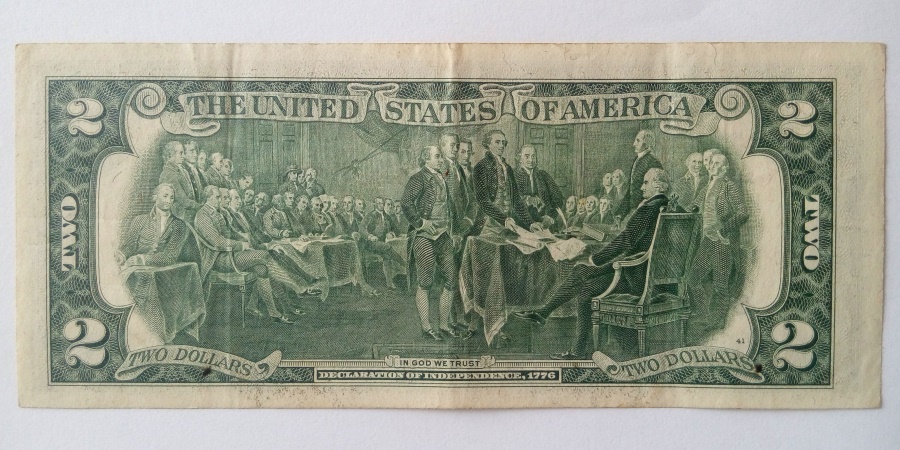 2 THE UNITED STATES OF AMERICA 2
TWO TWO
2 41 2
TWO DOLLARS IN GOD WE TRUST TWO DOLLARS
DECLARATION OF INDEPENDENCE, 1776